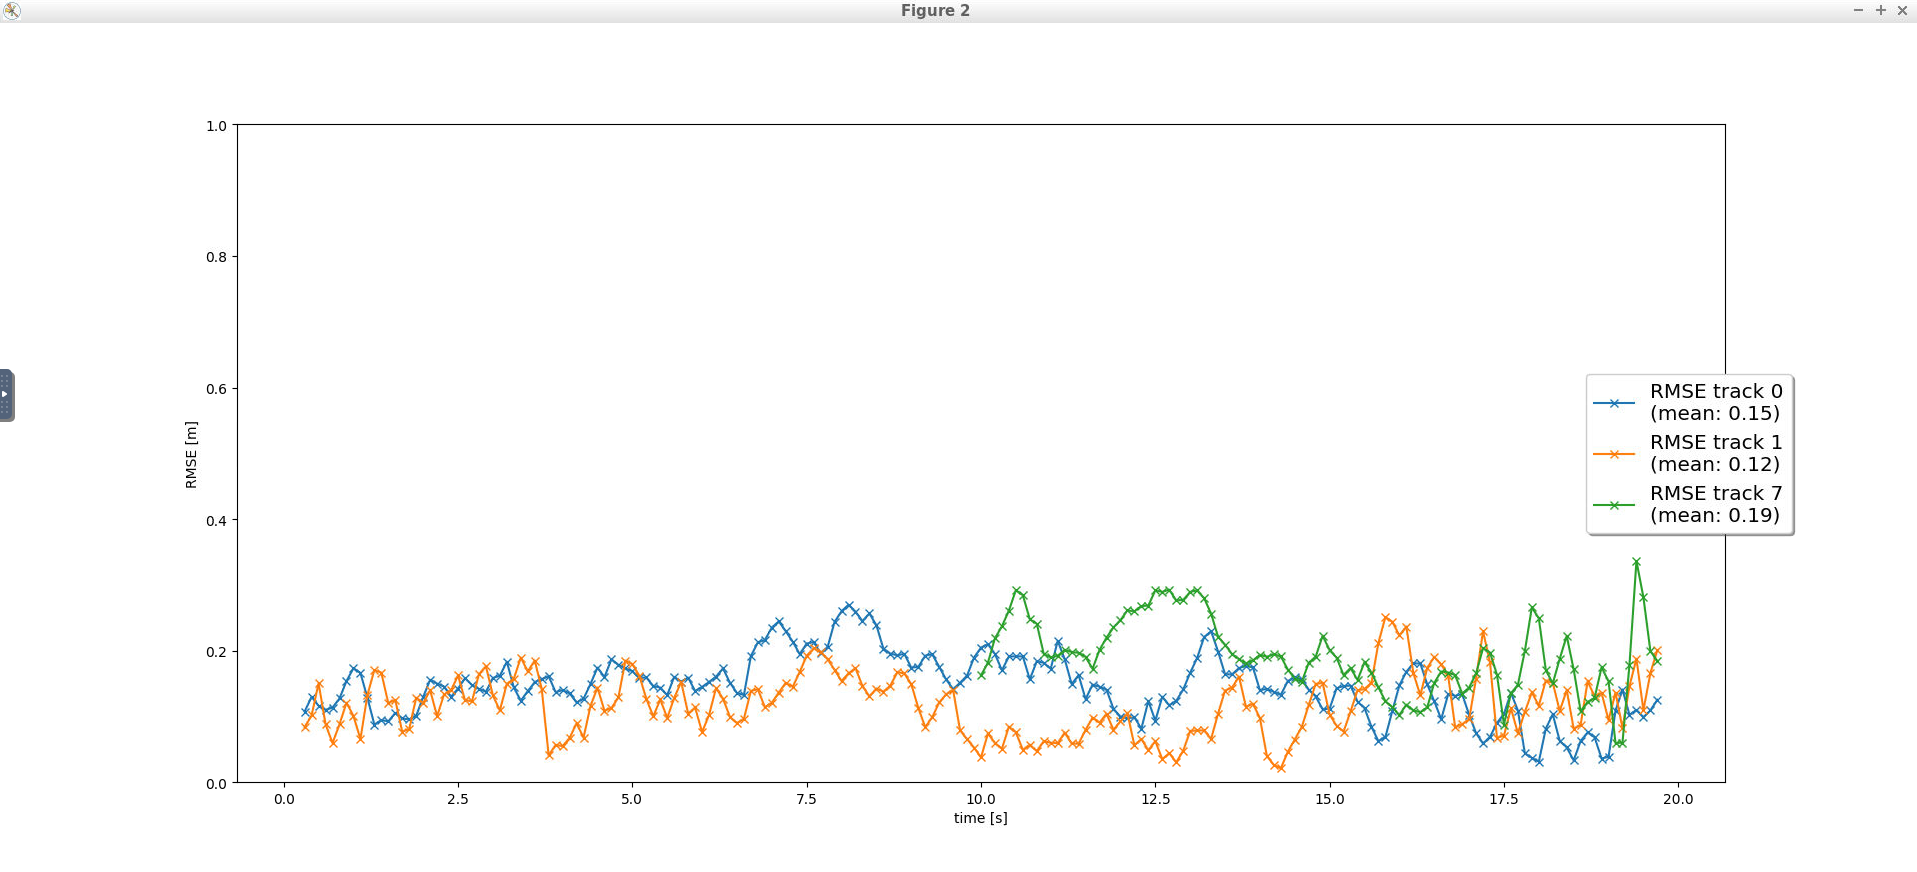 Figure 2
1.0
0.8
0.6
0.4
0.2
0.0
RMSE [m]
0.0 2.5 5.0 7.5 10.0 12.5 15.0 17.5 20.0
time [s]
RMSE track 0
(mean: 0.15)
RMSE track 1
(mean: 0.12)
RMSE track 7
(mean: 0.19)